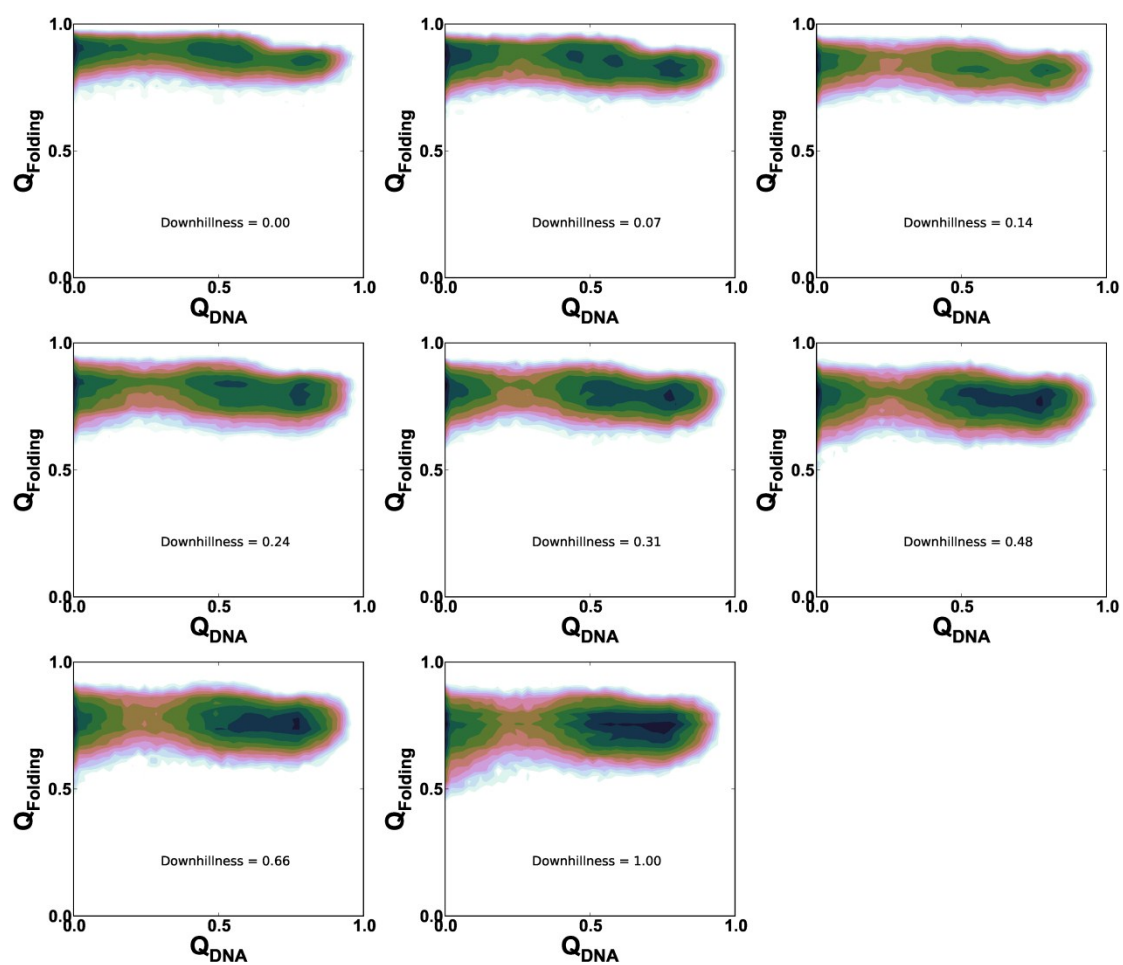 1.0
Q_Folding
0.5
Downhillness = 0.00
0.0
0.0 0.5 1.0
Q_DNA
1.0
Q_Folding
0.5
Downhillness = 0.07
0.0
0.0 0.5 1.0
Q_DNA
1.0
Q_Folding
0.5
Downhillness = 0.14
0.0
0.0 0.5 1.0
Q_DNA
1.0
Q_Folding
0.5
Downhillness = 0.24
0.0
0.0 0.5 1.0
Q_DNA
1.0
Q_Folding
0.5
Downhillness = 0.31
0.0
0.0 0.5 1.0
Q_DNA
1.0
Q_Folding
0.5
Downhillness = 0.48
0.0
0.0 0.5 1.0
Q_DNA
1.0
Q_Folding
0.5
Downhillness = 0.66
0.0
0.0 0.5 1.0
Q_DNA
1.0
Q_Folding
0.5
Downhillness = 1.00
0.0
0.0 0.5 1.0
Q_DNA